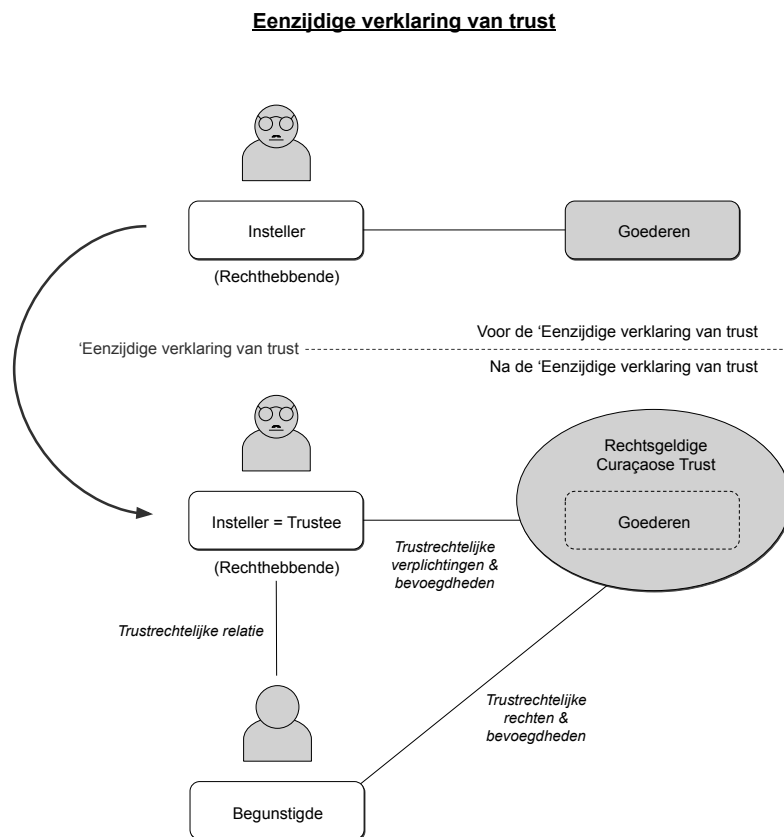 Eenzijdige verklaring van trust
Insteller
Goederen
(Rechthebbende)
Voor de ‘Eenzijdige verklaring van trust
‘Eenzijdige verklaring van trust
Na de ‘Eenzijdige verklaring van trust
Rechtsgeldige
Curaçaose Trust
Insteller = Trustee
Goederen
(Rechthebbende)
Trustrechtelijke
verplichtingen &
bevoegdheden
Trustrechtelijke relatie
Trustrechtelijke
rechten &
bevoegdheden
Begunstigde